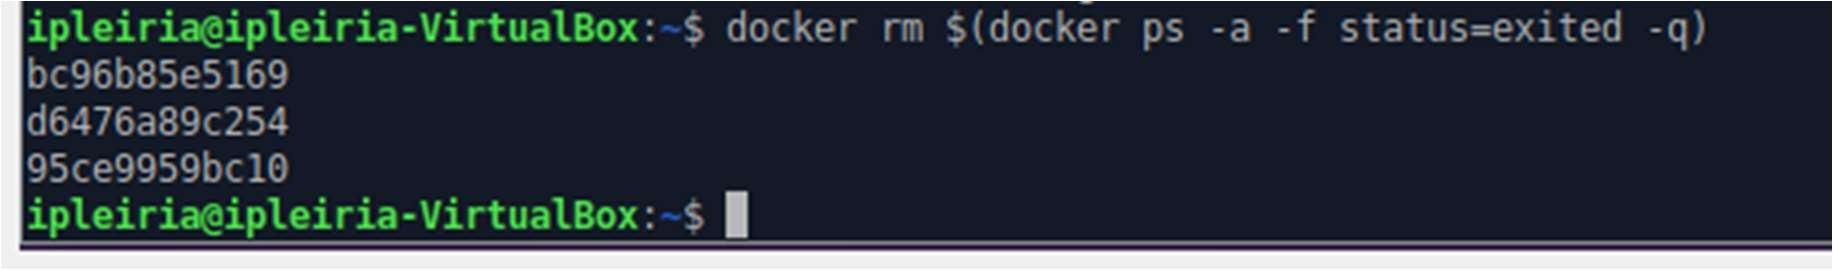 ipleiria@ipleiria-VirtualBox:~$ docker rm $(docker ps -a -f status=exited -q)
bc96b85e5169
d6476a89c254
95ce9959bc10
ipleiria@ipleiria-VirtualBox:~$